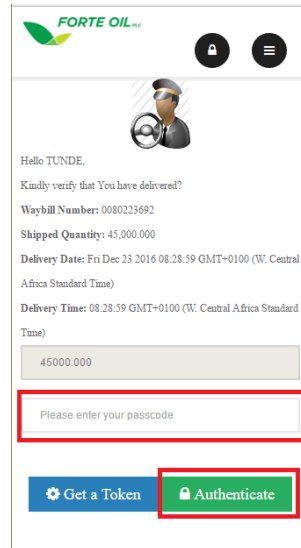 FORTE OIL PLC
Hello TUNDE,
Kindly verify that You have delivered?
Waybill Number: 0080223692
Shipped Quantity: 45,000.000
Delivery Date: Fri Dec 23 2016 08:28:59 GMT+0100 (W. Central
Africa Standard Time)
Delivery Time: 08:28:59 GMT+0100 (W. Central Africa Standard
Time)
45000.000
Please enter your passcode
Get a Token
Authenticate